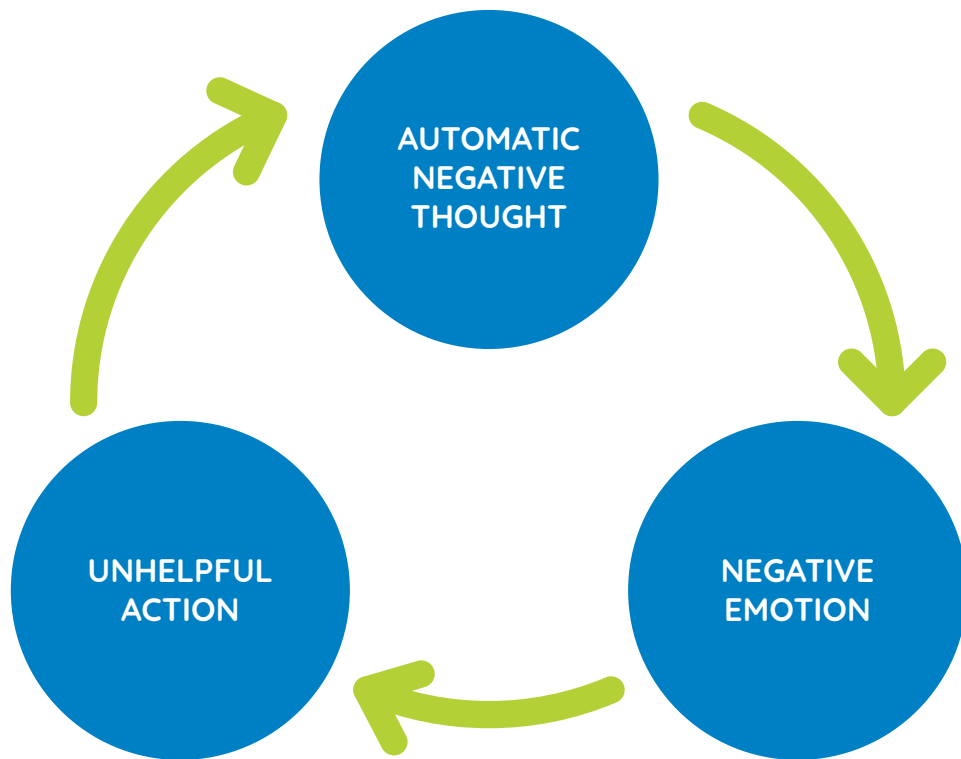 AUTOMATIC
NEGATIVE
THOUGHT
UNHELPFUL
ACTION
NEGATIVE
EMOTION